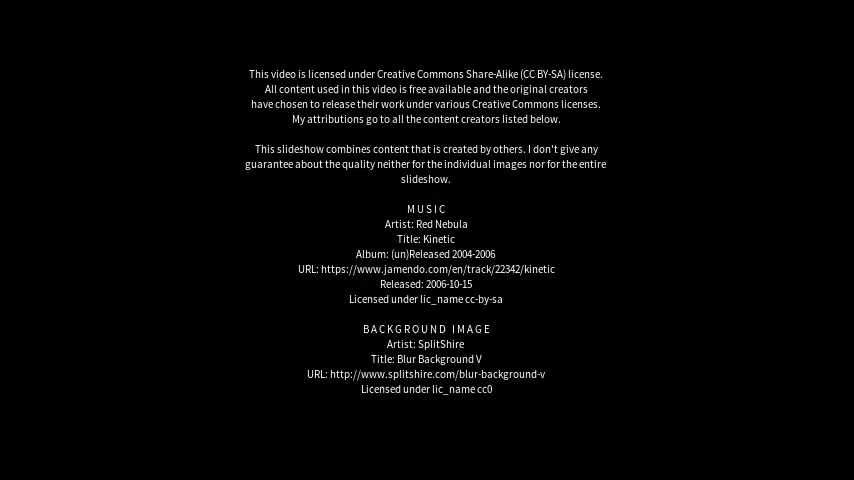 This video is licensed under Creative Commons Share-Alike (CC BY-SA) license.
All content used in this video is free available and the original creators
have chosen to release their work under various Creative Commons licenses.
My attributions go to all the content creators listed below.
This slideshow combines content that is created by others. I don't give any
guarantee about the quality neither for the individual images nor for the entire
slideshow.
MUSIC
Artist: Red Nebula
Title: Kinetic
Album: (un)Released 2004-2006
URL: https://www.jamendo.com/en/track/22342/kinetic
Released: 2006-10-15
Licensed under lic_name cc-by-sa
BACKGROUND IMAGE
Artist: SplitShire
Title: Blur Background V
URL: http://www.splitshire.com/blur-background-v
Licensed under lic_name cc0